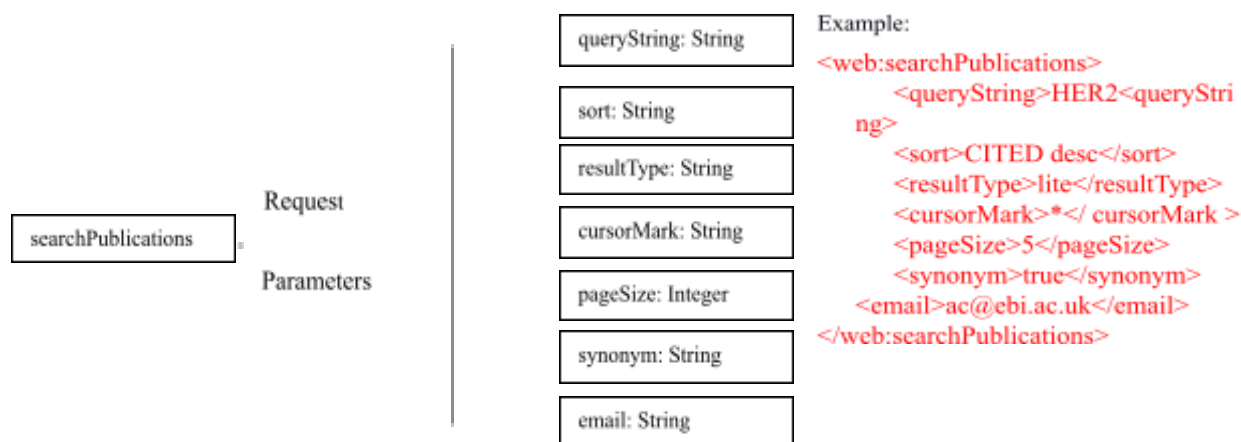 searchPublications
Request
Parameters
queryString: String
sort: String
resultType: String
cursorMark: String
pageSize: Integer
synonym: String
email: String
Example:
<web:searchPublications>
<queryString>HER2<queryStri
ng>
<sort>CITED desc</sort>
<resultType>lite</resultType>
<cursorMark>*</ cursorMark >
<pageSize>5</pageSize>
<synonym>true</synonym>
<email>ac@ebi.ac.uk</email>
</web:searchPublications>